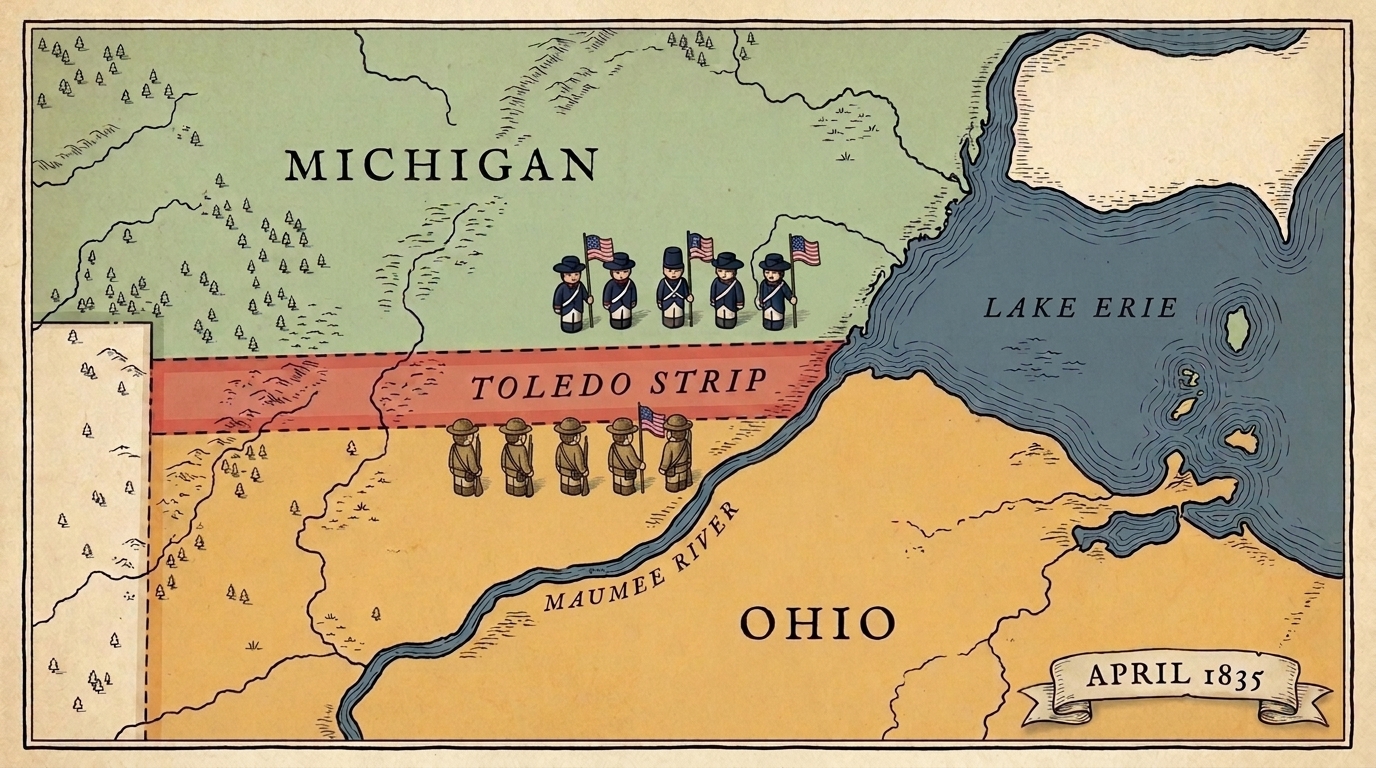 MICHIGAN
LAKE ERIE
TOLEDO STRIP
MAUMEE RIVER
OHIO
APRIL 1835